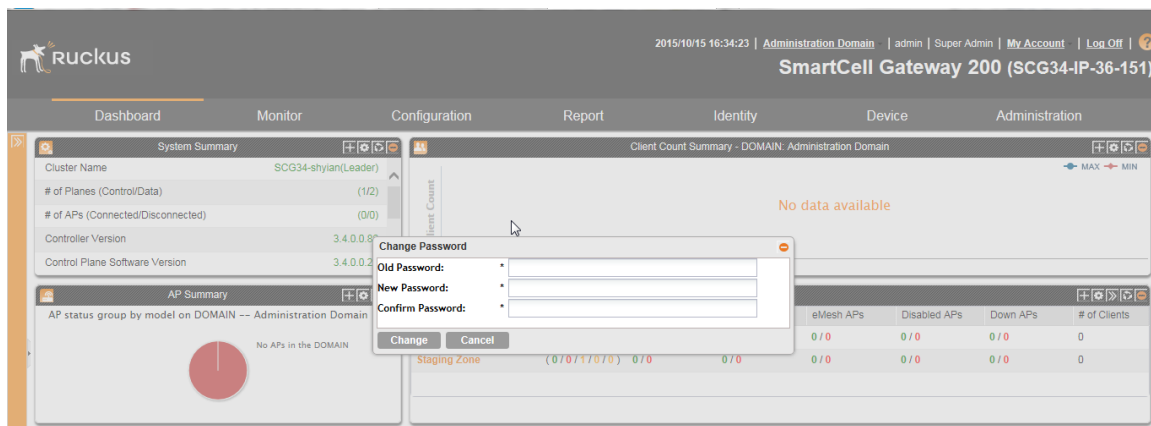 Ruckus
2015/10/15 16:34:23 | Administration Domain | admin | Super Admin | My Account | Log Off | ?
SmartCell Gateway 200 (SCG34-IP-36-151)
Dashboard Monitor Configuration Report Identity Device Administration
System Summary
Cluster Name SCG34-shyian(Leader)
# of Planes (Control/Data) (1/2)
# of APs (Connected/Disconnected) (0/0)
Controller Version
Control Plane Software Version
Client Count Summary - DOMAIN: Administration Domain
MAX MIN
No data available
Change Password
Old Password: *
New Password: *
Confirm Password: *
Change Cancel
AP Summary
AP status group by model on DOMAIN -- Administration Domain
No APs in the DOMAIN
eMesh APs Disabled APs Down APs # of Clients
0 / 0 0 / 0 0 / 0 0
Staging Zone ( 0 / 0 / 1 / 0 / 0 ) 0 / 0 0 / 0 0 / 0 0 / 0 0 / 0 0